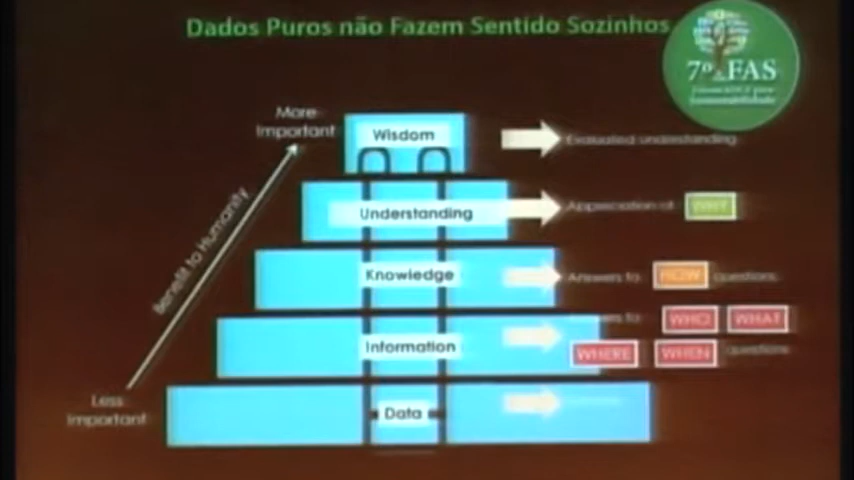 Dados Puros não Fazem Sentido Sozinhos
7º FAS
More
Important
Wisdom
Evaluated understanding
Understanding
Appreciation of WHY
Benefit to Humanity
Knowledge
Answers to HOW questions
Information
to WHO WHAT
WHERE WHEN questions
Less
Important
Data